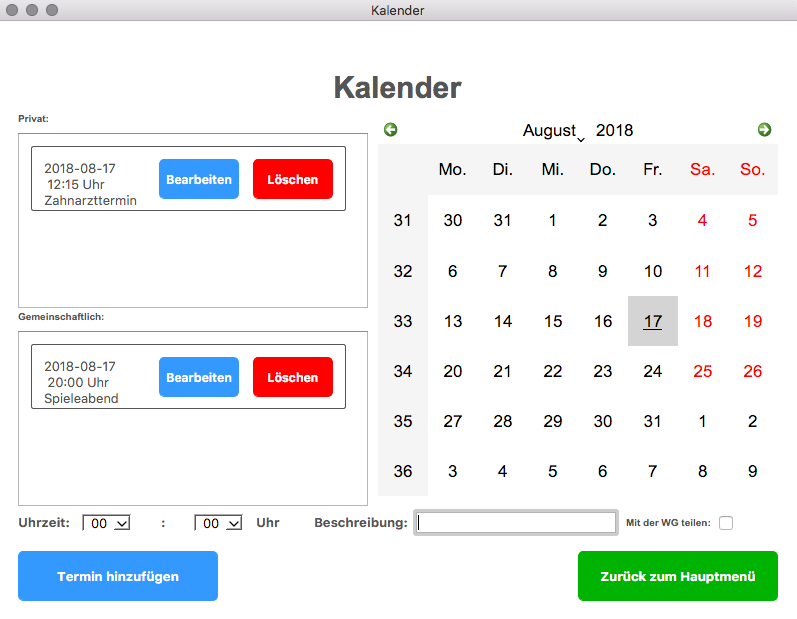 Kalender
Kalender
Privat:
2018-08-17
12:15 Uhr
Zahnarzttermin
Bearbeiten
Löschen
Gemeinschaftlich:
2018-08-17
20:00 Uhr
Spieleabend
Bearbeiten
Löschen
August 2018
Mo. Di. Mi. Do. Fr. Sa. So.
31 30 31 1 2 3 4 5
32 6 7 8 9 10 11 12
33 13 14 15 16 17 18 19
34 20 21 22 23 24 25 26
35 27 28 29 30 31 1 2
36 3 4 5 6 7 8 9
Uhrzeit: 00 : 00 Uhr Beschreibung: Mit der WG teilen:
Termin hinzufügen
Zurück zum Hauptmenü